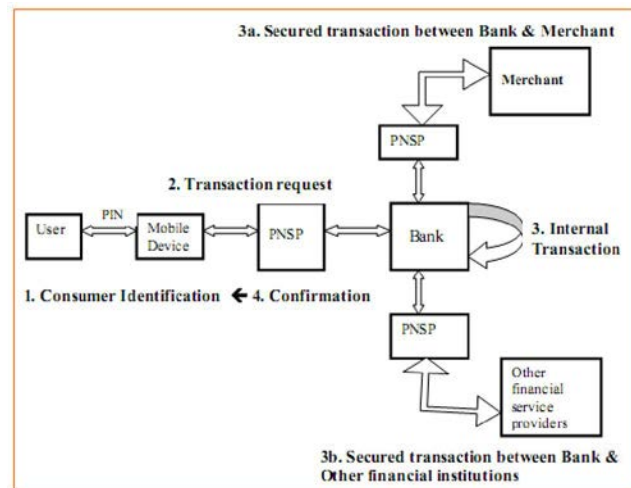 3a. Secured transaction between Bank & Merchant
Merchant
PNSP
2. Transaction request
PIN
User
Mobile
Device
PNSP
Bank
3. Internal
Transaction
1. Consumer Identification ← 4. Confirmation
PNSP
Other
financial
service
providers
3b. Secured transaction between Bank &
Other financial institutions